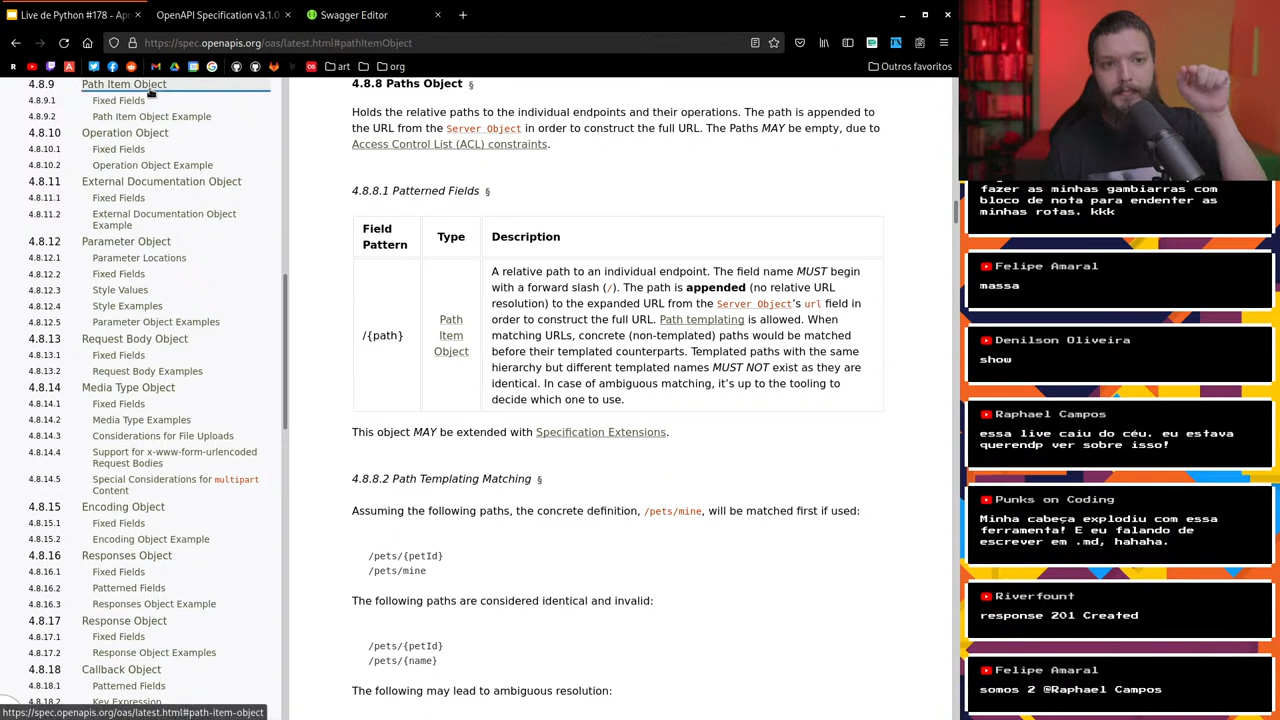 Live de Python #178 - Ap
OpenAPI Specification v3.1.0
Swagger Editor
https://spec.openapis.org/oas/latest.html#pathItemObject
R
art
org
Outros favoritos
4.8.9 Path Item Object
4.8.9.1 Fixed Fields
4.8.9.2 Path Item Object Example
4.8.10 Operation Object
4.8.10.1 Fixed Fields
4.8.10.2 Operation Object Example
4.8.11 External Documentation Object
4.8.11.1 Fixed Fields
4.8.11.2 External Documentation Object
Example
4.8.12 Parameter Object
4.8.12.1 Parameter Locations
4.8.12.2 Fixed Fields
4.8.12.3 Style Values
4.8.12.4 Style Examples
4.8.12.5 Parameter Object Examples
4.8.13 Request Body Object
4.8.13.1 Fixed Fields
4.8.13.2 Request Body Examples
4.8.14 Media Type Object
4.8.14.1 Fixed Fields
4.8.14.2 Media Type Examples
4.8.14.3 Considerations for File Uploads
4.8.14.4 Support for x-www-form-urlencoded
Request Bodies
4.8.14.5 Special Considerations for multipart
Content
4.8.15 Encoding Object
4.8.15.1 Fixed Fields
4.8.15.2 Encoding Object Example
4.8.16 Responses Object
4.8.16.1 Fixed Fields
4.8.16.2 Patterned Fields
4.8.16.3 Responses Object Example
4.8.17 Response Object
4.8.17.1 Fixed Fields
4.8.17.2 Response Object Examples
4.8.18 Callback Object
4.8.18.1 Patterned Fields
4.8.18.2 Key Expression
https://spec.openapis.org/oas/latest.html#path-item-object
4.8.8 Paths Object §
Holds the relative paths to the individual endpoints and their operations. The path is appended
to the URL from the Server Object in order to construct the full URL. The Paths MAY be empty, due to
Access Control List (ACL) constraints.
4.8.8.1 Patterned Fields §
Field
Pattern
Type
Description
/{path}
Path
Item
Object
A relative path to an individual endpoint. The field name MUST begin
with a forward slash (/). The path is appended (no relative URL
resolution) to the expanded URL from the Server Object’s url field in
order to construct the full URL. Path templating is allowed. When
matching URLs, concrete (non-templated) paths would be matched
before their templated counterparts. Templated paths with the same
hierarchy but different templated names MUST NOT exist as they are
identical. In case of ambiguous matching, it’s up to the tooling to
decide which one to use.
This object MAY be extended with Specification Extensions.
4.8.8.2 Path Templating Matching §
Assuming the following paths, the concrete definition, /pets/mine, will be matched first if used:
/pets/{petId}
/pets/mine
The following paths are considered identical and invalid:
/pets/{petId}
/pets/{name}
The following may lead to ambiguous resolution:
fazer as minhas gambiarras com
bloco de nota para endenter as
minhas rotas. kkk
Felipe Amaral
massa
Denilson Oliveira
show
Raphael Campos
essa live caiu do céu. eu estava
querendp ver sobre isso!
Punks on Coding
Minha cabeça explodiu com essa
ferramenta! E eu falando de
escrever em .md, hahaha.
Riverfount
response 201 Created
Felipe Amaral
somos 2 @Raphael Campos